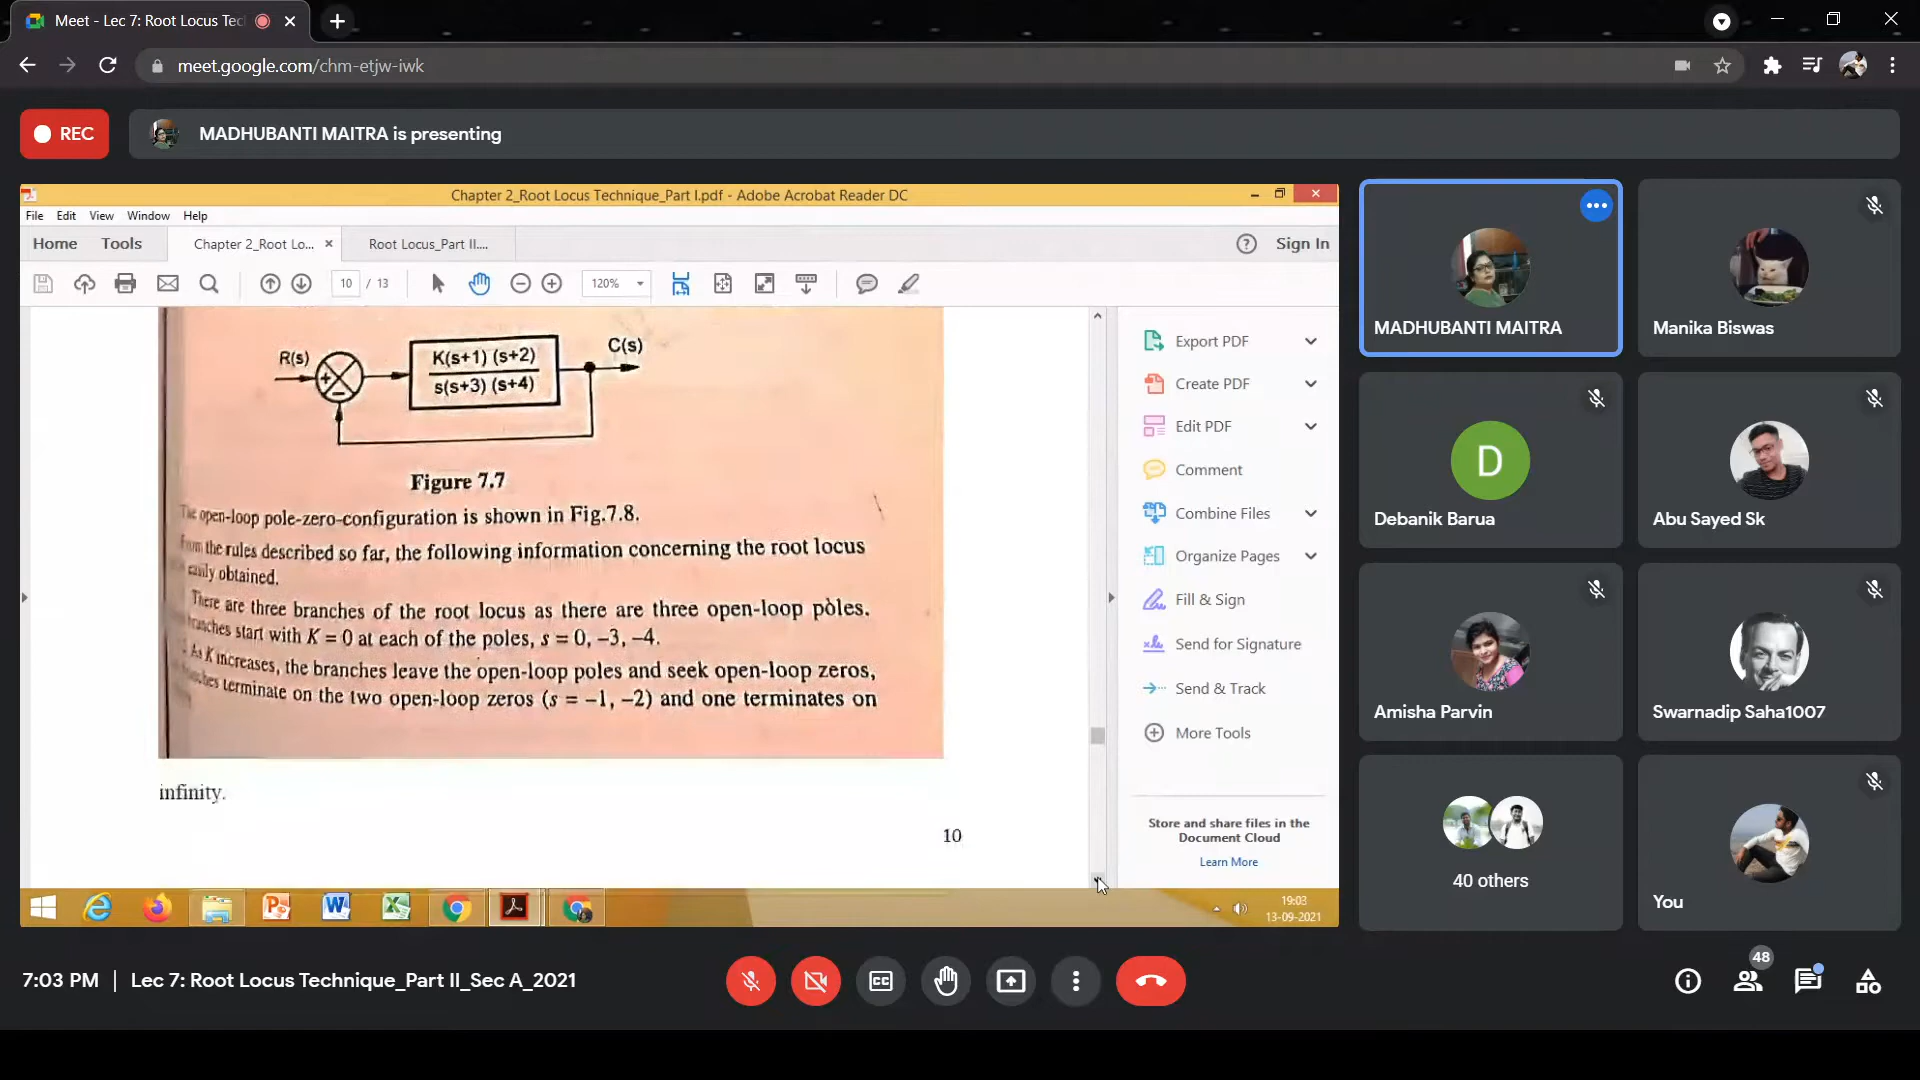 Meet - Lec 7: Root Locus Tec
meet.google.com/chm-etjw-iwk
REC
MADHUBANTI MAITRA is presenting
Chapter 2_Root Locus Technique_Part I.pdf - Adobe Acrobat Reader DC
File Edit View Window Help
Home Tools Chapter 2_Root Lo... Root Locus_Part II.... Sign In
10 / 13 120%
R(s) K(s+1) (s+2) C(s)
s(s+3) (s+4)
Figure 7.7
The open-loop pole-zero-configuration is shown in Fig.7.8.
From the rules described so far, the following information concerning the root locus
easily obtained.
There are three branches of the root locus as there are three open-loop poles.
branches start with K = 0 at each of the poles, s = 0, –3, –4.
As K increases, the branches leave the open-loop poles and seek open-loop zeros,
terminate on the two open-loop zeros (s = –1, –2) and one terminates on
infinity.
10
Export PDF
Create PDF
Edit PDF
Comment
Combine Files
Organize Pages
Fill & Sign
Send for Signature
Send & Track
More Tools
Store and share files in the
Document Cloud
Learn More
19:03
13-09-2021
MADHUBANTI MAITRA
Manika Biswas
D
Debanik Barua
Abu Sayed Sk
Amisha Parvin
Swarnadip Saha1007
40 others
You
7:03 PM | Lec 7: Root Locus Technique_Part II_Sec A_2021
48